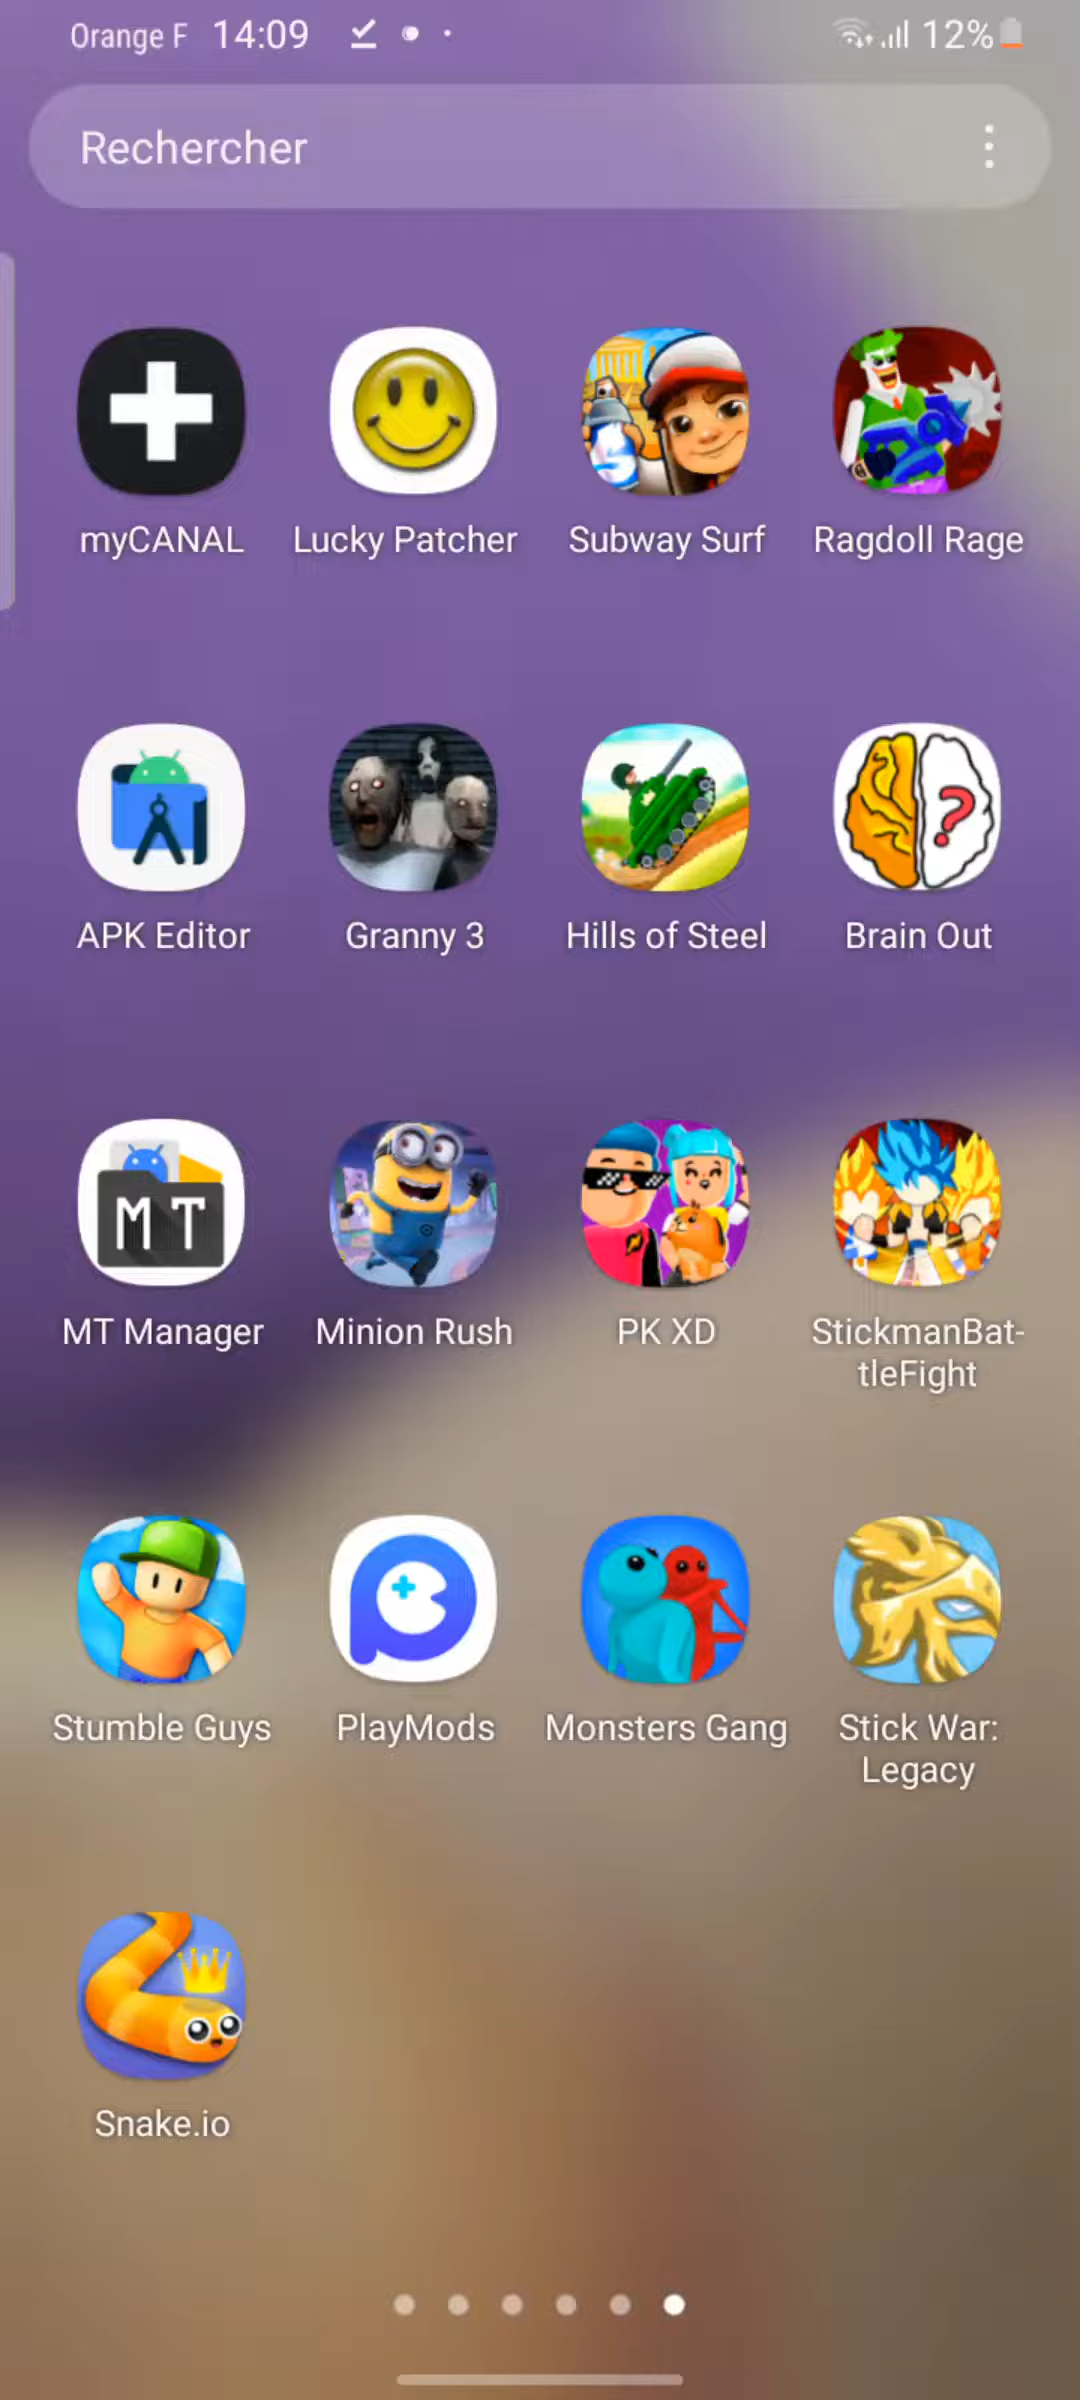 Orange F 14:09 12%
Rechercher
myCANAL Lucky Patcher Subway Surf Ragdoll Rage
APK Editor Granny 3 Hills of Steel Brain Out
MT
MT Manager Minion Rush PK XD StickmanBat-
tleFight
Stumble Guys PlayMods Monsters Gang Stick War:
Legacy
Snake.io